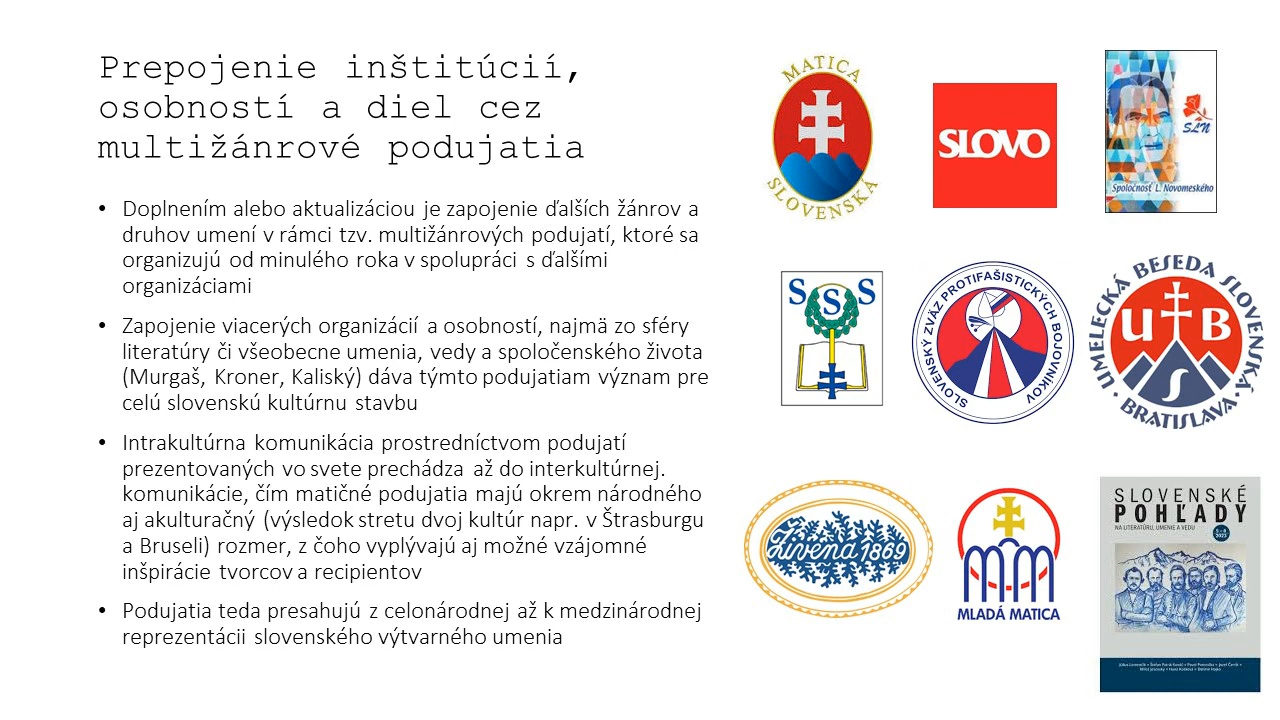 Prepojenie inštitúcií,
osobností a diel cez
multižánrové podujatia
• Doplnením alebo aktualizáciou je zapojenie ďalších žánrov a
druhov umení v rámci tzv. multižánrových podujatí, ktoré sa
organizujú od minulého roka v spolupráci s ďalšími
organizáciami
• Zapojenie viacerých organizácií a osobností, najmä zo sféry
literatúry či všeobecne umenia, vedy a spoločenského života
(Murgaš, Kroner, Kaliský) dáva týmto podujatiam význam pre
celú slovenskú kultúrnu stavbu
• Intrakultúrna komunikácia prostredníctvom podujatí
prezentovaných vo svete prechádza až do interkultúrnej.
komunikácie, čím matičné podujatia majú okrem národného
aj akulturačný (výsledok stretu dvoj kultúr napr. v Štrasburgu
a Bruseli) rozmer, z čoho vyplývajú aj možné vzájomné
inšpirácie tvorcov a recipientov
• Podujatia teda presahujú z celonárodnej až k medzinárodnej
reprezentácii slovenského výtvarného umenia
MATICA
SLOVENSKÁ
SLOVO
SLN
Spoločnosť L. Novomeského
S S S
SLOVENSKÝ ZVÄZ PROTIFAŠISTICKÝCH BOJOVNÍKOV
UMELECKÁ BESEDA SLOVENSKÁ
U B
S
• BRATISLAVA •
Živena 1869
MM
MLADÁ MATICA
SLOVENSKÉ
POHĽADY
NA LITERATÚRU, UMENIE A VEDU
2023